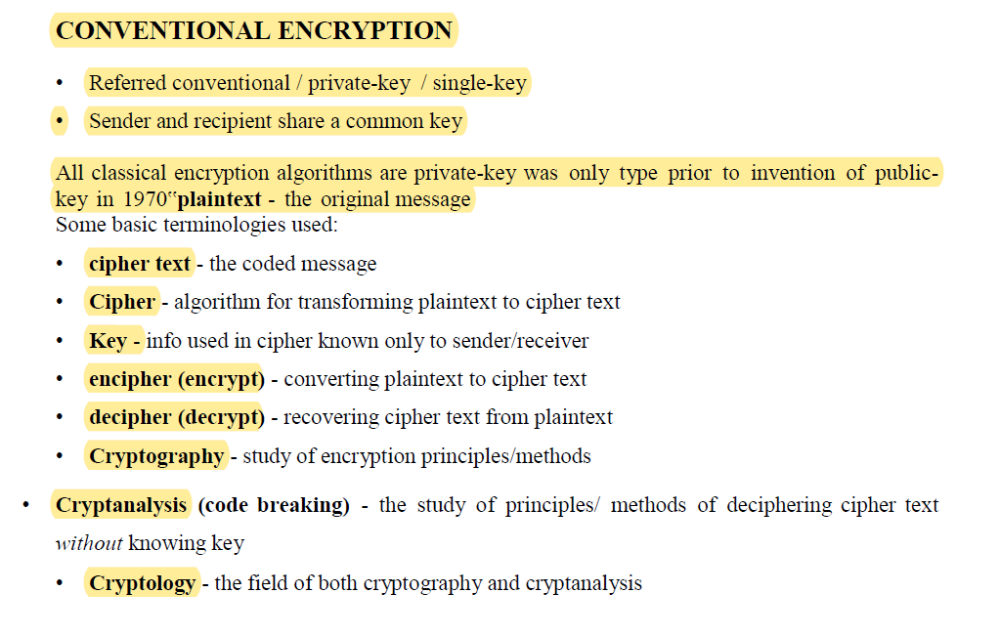 CONVENTIONAL ENCRYPTION
• Referred conventional / private-key / single-key
• Sender and recipient share a common key
All classical encryption algorithms are private-key was only type prior to invention of public-
key in 1970‟plaintext - the original message
Some basic terminologies used:
• cipher text - the coded message
• Cipher - algorithm for transforming plaintext to cipher text
• Key - info used in cipher known only to sender/receiver
• encipher (encrypt) - converting plaintext to cipher text
• decipher (decrypt) - recovering cipher text from plaintext
• Cryptography - study of encryption principles/methods
• Cryptanalysis (code breaking) - the study of principles/ methods of deciphering cipher text
without knowing key
• Cryptology - the field of both cryptography and cryptanalysis